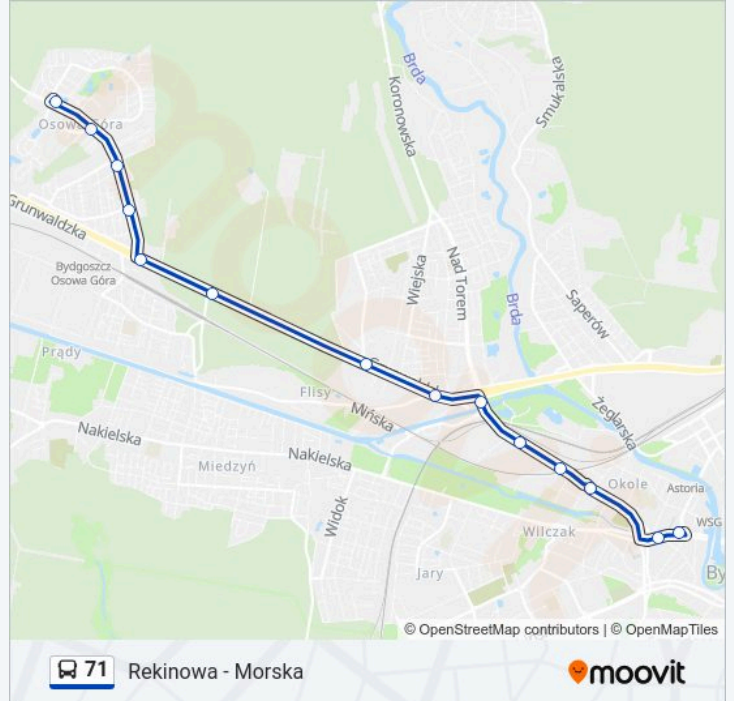 Brda
Smukalska
Koronowska
Osowa Góra
Grunwaldzka
Wiejska
Nad Torem
Bydgoszcz
Osowa Góra
Brda
Saperów
Prądy
Flisy
Mińska
Żeglarska
Nakielska
Nakielska
Miedzyń
Okole
Astoria
Widok
WSG
Wilczak
Jary
By
© OpenStreetMap contributors | © OpenMapTiles
71 Rekinowa - Morska
moovit